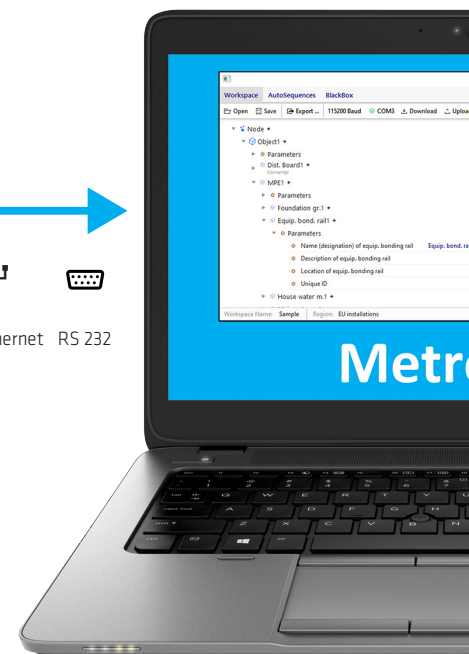 Workspace AutoSequences BlackBox
Open Save Export ... 115200 Baud COM3 Download Uploa
Node +
Object1 +
Parameters
Dist. Board1 +
Komentar
MPE1 +
Parameters
Foundation gr.1 +
Equip. bond. rail1 +
Parameters
Name (designation) of equip. bonding rail Equip. bond. ra
Description of equip. bonding rail
Location of equip. bonding rail
Unique ID
House water m.1 +
Workspace Name: Sample Region: EU installations
ernet RS 232
Metre
Q W E R T Y U
A S D F G H
Z X C V B N